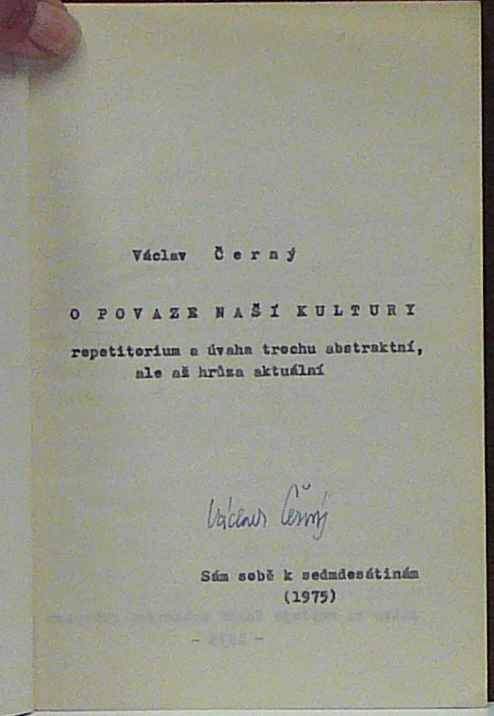 Václav Černý
O POVAZE NAŠÍ KULTURY
repetitorium a úvaha trochu abstraktní,
ale až hrůza aktuální
Václav Černý
Sám sobě k sedmdesátinám
(1975)